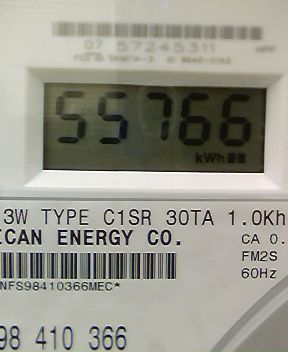 07 57245311
55766
kWh
3W TYPE C1SR 30TA 1.0Kh
ICAN ENERGY CO.
CA 0.
FM2S
60Hz
NFS98410366MEC*
98 410 366